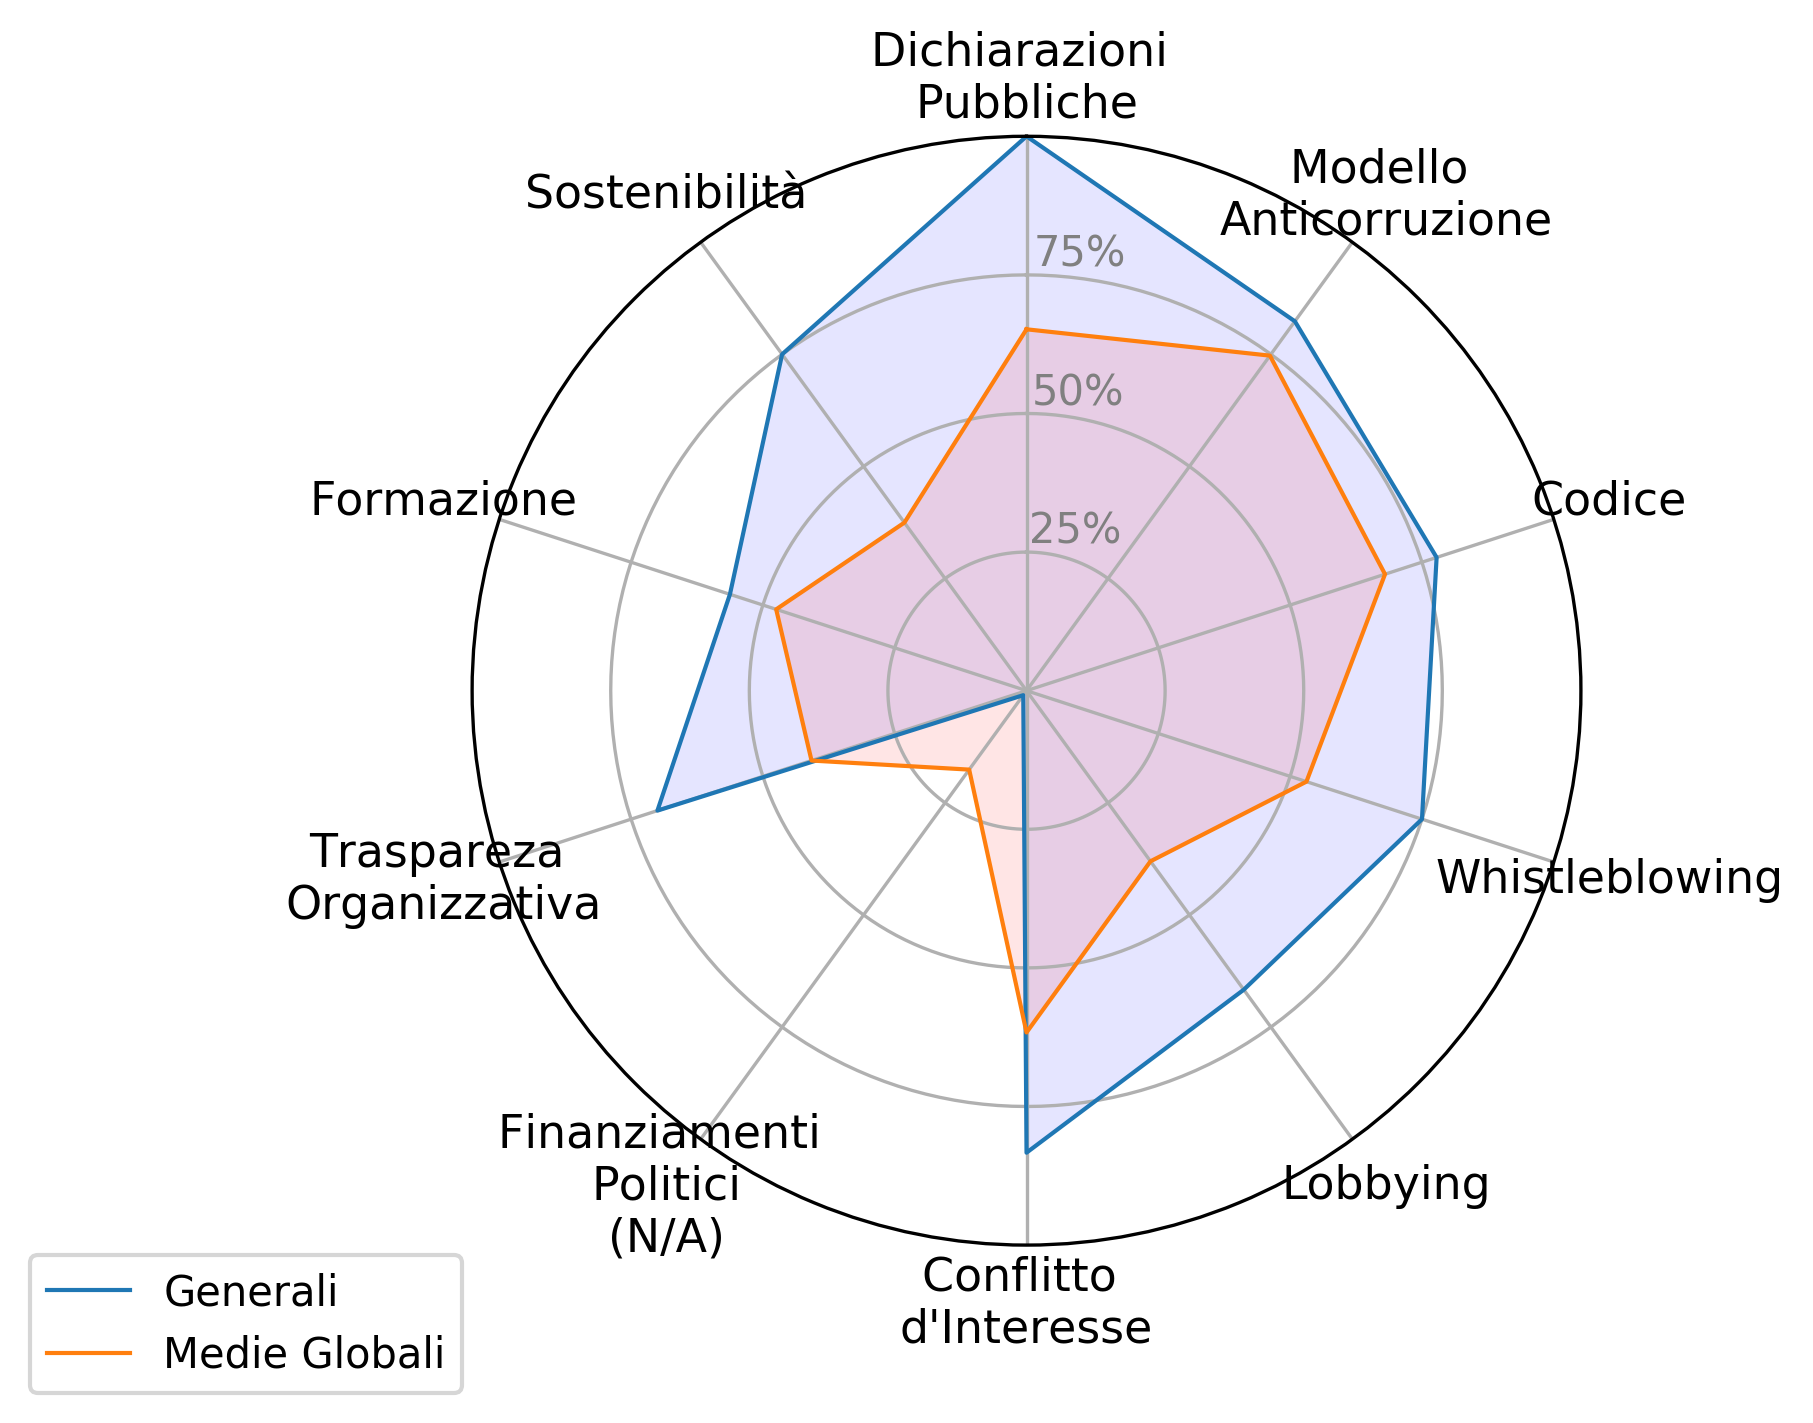 Dichiarazioni
Pubbliche
Modello
Anticorruzione
Sostenibilità
75%
50%
25%
Formazione
Codice
Traspareza
Organizzativa
Whistleblowing
Finanziamenti
Politici
(N/A)
Lobbying
Conflitto
d'Interesse
Generali
Medie Globali